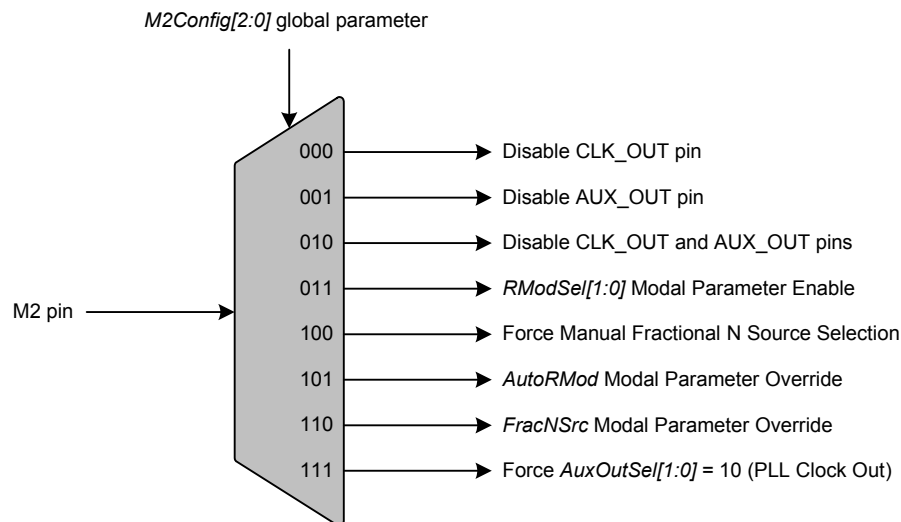 M2Config[2:0] global parameter
000 Disable CLK_OUT pin
001 Disable AUX_OUT pin
010 Disable CLK_OUT and AUX_OUT pins
011 RModSel[1:0] Modal Parameter Enable
M2 pin
100 Force Manual Fractional N Source Selection
101 AutoRMod Modal Parameter Override
110 FracNSrc Modal Parameter Override
111 Force AuxOutSel[1:0] = 10 (PLL Clock Out)